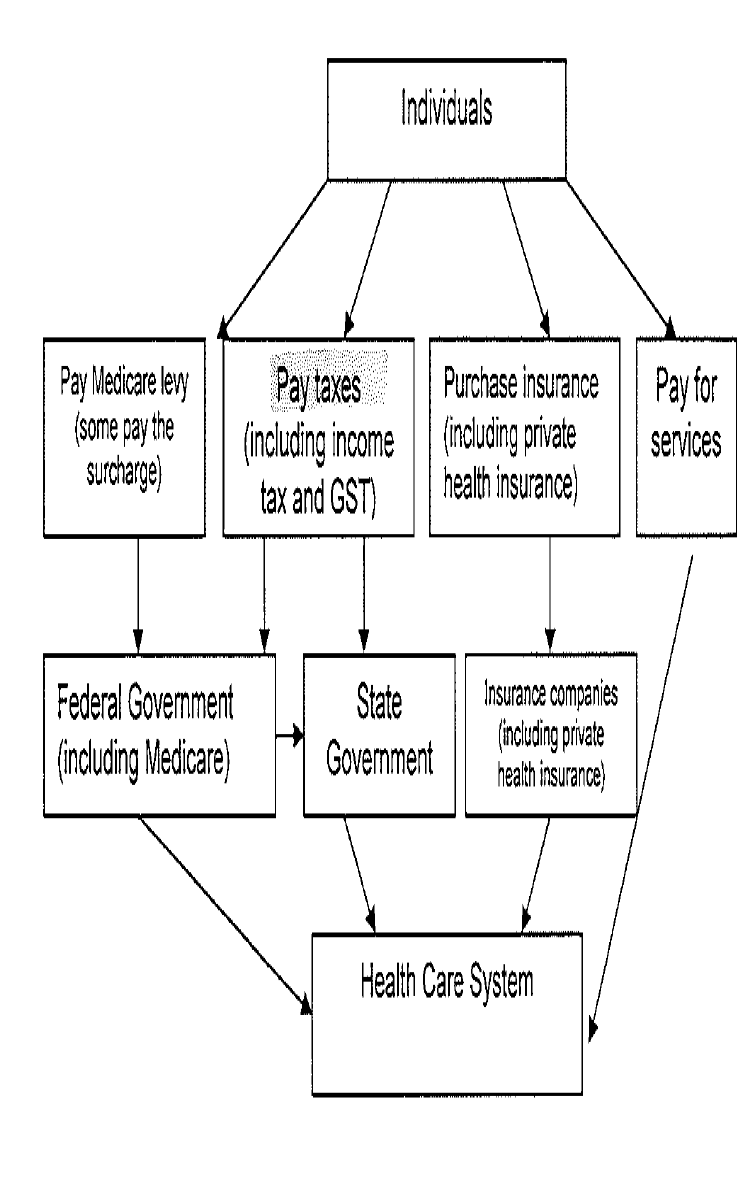 Individuals
Pay Medicare levy
(some pay the
surcharge)
Pay taxes
(including income
tax and GST)
Purchase insurance
(including private
health insurance)
Pay for
services
Federal Government
(including Medicare)
State
Government
Insurance companies
(including private
health insurance)
Health Care System